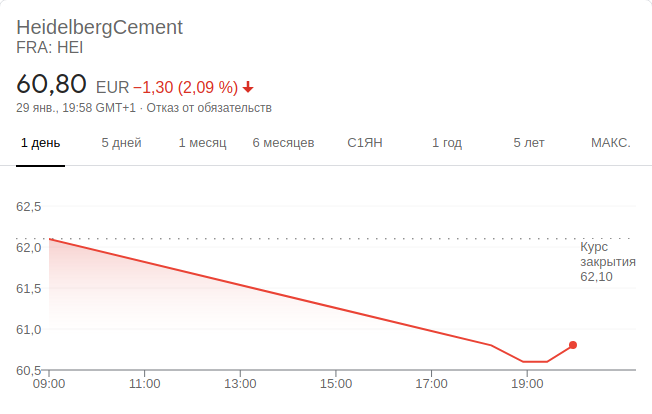 HeidelbergCement
FRA: HEI
60,80 EUR −1,30 (2,09 %)
29 янв., 19:58 GMT+1 · Отказ от обязательств
1 день 5 дней 1 месяц 6 месяцев С1ЯН 1 год 5 лет МАКС.
62,5
62,0
61,5
61,0
60,5
Курс
закрытия
62,10
09:00 11:00 13:00 15:00 17:00 19:00